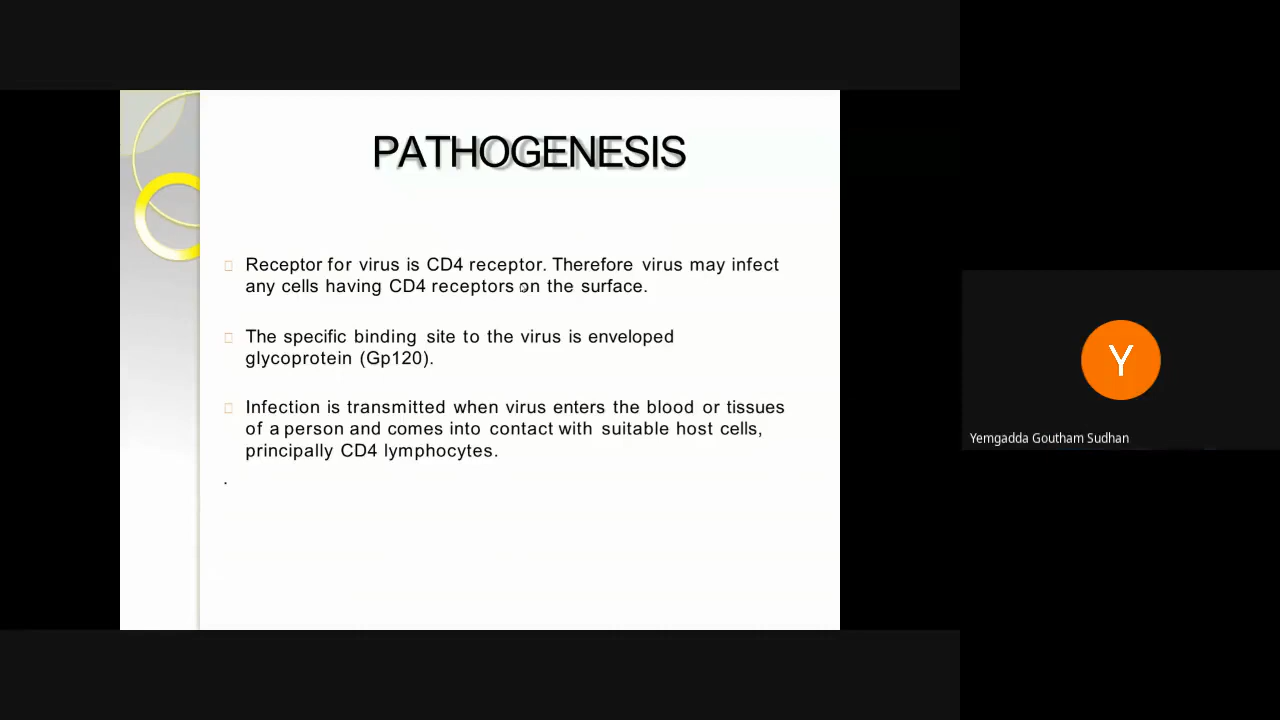 PATHOGENESIS
Receptor for virus is CD4 receptor. Therefore virus may infect
any cells having CD4 receptors on the surface.
The specific binding site to the virus is enveloped
glycoprotein (Gp120).
Infection is transmitted when virus enters the blood or tissues
of a person and comes into contact with suitable host cells,
principally CD4 lymphocytes.
.
Y
Yemgadda Goutham Sudhan